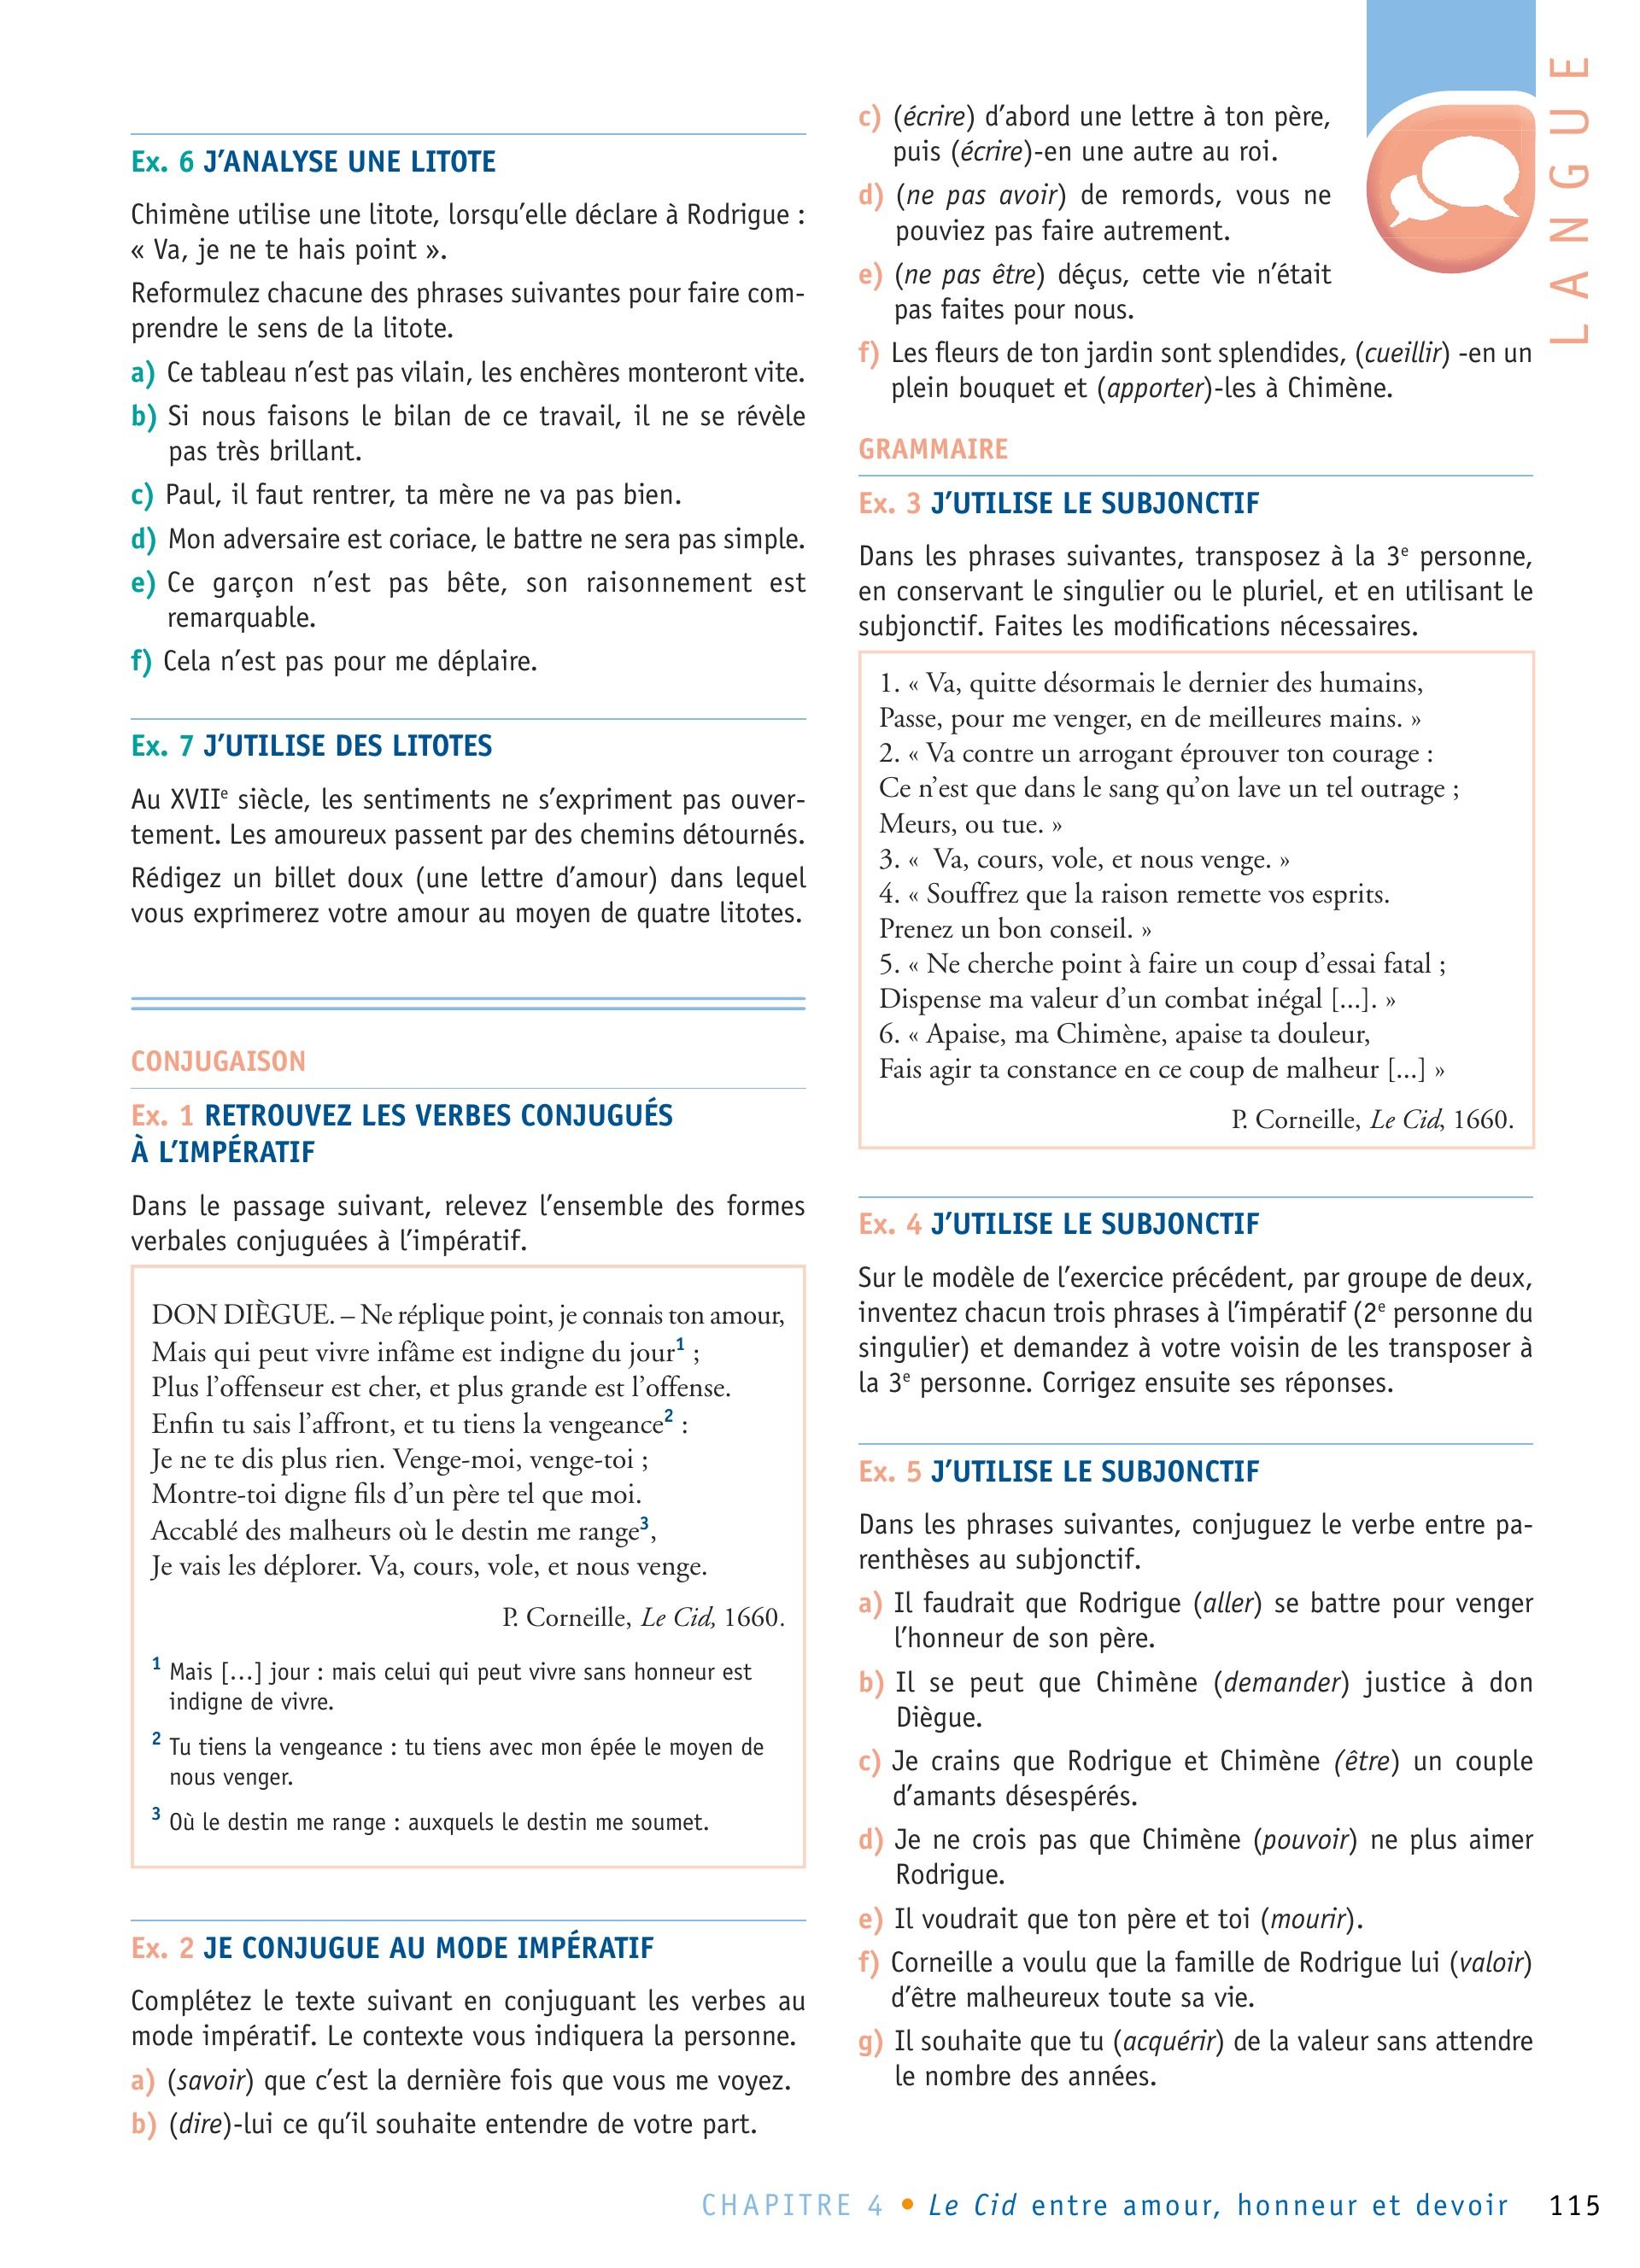 Ex. 6 J’ANALYSE UNE LITOTE
Chimène utilise une litote, lorsqu’elle déclare à Rodrigue :
« Va, je ne te hais point ».
Reformulez chacune des phrases suivantes pour faire com-
prendre le sens de la litote.
a) Ce tableau n’est pas vilain, les enchères monteront vite.
b) Si nous faisons le bilan de ce travail, il ne se révèle
pas très brillant.
c) Paul, il faut rentrer, ta mère ne va pas bien.
d) Mon adversaire est coriace, le battre ne sera pas simple.
e) Ce garçon n’est pas bête, son raisonnement est
remarquable.
f) Cela n’est pas pour me déplaire.
Ex. 7 J’UTILISE DES LITOTES
Au XVIIe siècle, les sentiments ne s’expriment pas ouver-
tement. Les amoureux passent par des chemins détournés.
Rédigez un billet doux (une lettre d’amour) dans lequel
vous exprimerez votre amour au moyen de quatre litotes.
CONJUGAISON
Ex. 1 RETROUVEZ LES VERBES CONJUGUÉS
À L’IMPÉRATIF
Dans le passage suivant, relevez l’ensemble des formes
verbales conjuguées à l’impératif.
DON DIÈGUE. – Ne réplique point, je connais ton amour,
Mais qui peut vivre infâme est indigne du jour1 ;
Plus l’offenseur est cher, et plus grande est l’offense.
Enfin tu sais l’affront, et tu tiens la vengeance2 :
Je ne te dis plus rien. Venge-moi, venge-toi ;
Montre-toi digne fils d’un père tel que moi.
Accablé des malheurs où le destin me range3,
Je vais les déplorer. Va, cours, vole, et nous venge.
P. Corneille, Le Cid, 1660.
1 Mais […] jour : mais celui qui peut vivre sans honneur est
indigne de vivre.
2 Tu tiens la vengeance : tu tiens avec mon épée le moyen de
nous venger.
3 Où le destin me range : auxquels le destin me soumet.
Ex. 2 JE CONJUGUE AU MODE IMPÉRATIF
Complétez le texte suivant en conjuguant les verbes au
mode impératif. Le contexte vous indiquera la personne.
a) (savoir) que c’est la dernière fois que vous me voyez.
b) (dire)-lui ce qu’il souhaite entendre de votre part.
c) (écrire) d’abord une lettre à ton père,
puis (écrire)-en une autre au roi.
d) (ne pas avoir) de remords, vous ne
pouviez pas faire autrement.
e) (ne pas être) déçus, cette vie n’était
pas faites pour nous.
f) Les fleurs de ton jardin sont splendides, (cueillir) -en un
plein bouquet et (apporter)-les à Chimène.
GRAMMAIRE
Ex. 3 J’UTILISE LE SUBJONCTIF
Dans les phrases suivantes, transposez à la 3e personne,
en conservant le singulier ou le pluriel, et en utilisant le
subjonctif. Faites les modifications nécessaires.
1. « Va, quitte désormais le dernier des humains,
Passe, pour me venger, en de meilleures mains. »
2. « Va contre un arrogant éprouver ton courage :
Ce n’est que dans le sang qu’on lave un tel outrage ;
Meurs, ou tue. »
3. « Va, cours, vole, et nous venge. »
4. « Souffrez que la raison remette vos esprits.
Prenez un bon conseil. »
5. « Ne cherche point à faire un coup d’essai fatal ;
Dispense ma valeur d’un combat inégal [...]. »
6. « Apaise, ma Chimène, apaise ta douleur,
Fais agir ta constance en ce coup de malheur [...] »
P. Corneille, Le Cid, 1660.
Ex. 4 J’UTILISE LE SUBJONCTIF
Sur le modèle de l’exercice précédent, par groupe de deux,
inventez chacun trois phrases à l’impératif (2e personne du
singulier) et demandez à votre voisin de les transposer à
la 3e personne. Corrigez ensuite ses réponses.
Ex. 5 J’UTILISE LE SUBJONCTIF
Dans les phrases suivantes, conjuguez le verbe entre pa-
renthèses au subjonctif.
a) Il faudrait que Rodrigue (aller) se battre pour venger
l’honneur de son père.
b) Il se peut que Chimène (demander) justice à don
Diègue.
c) Je crains que Rodrigue et Chimène (être) un couple
d’amants désespérés.
d) Je ne crois pas que Chimène (pouvoir) ne plus aimer
Rodrigue.
e) Il voudrait que ton père et toi (mourir).
f) Corneille a voulu que la famille de Rodrigue lui (valoir)
d’être malheureux toute sa vie.
g) Il souhaite que tu (acquérir) de la valeur sans attendre
le nombre des années.
LANGUE
CHAPITRE 4 • Le Cid entre amour, honneur et devoir 115